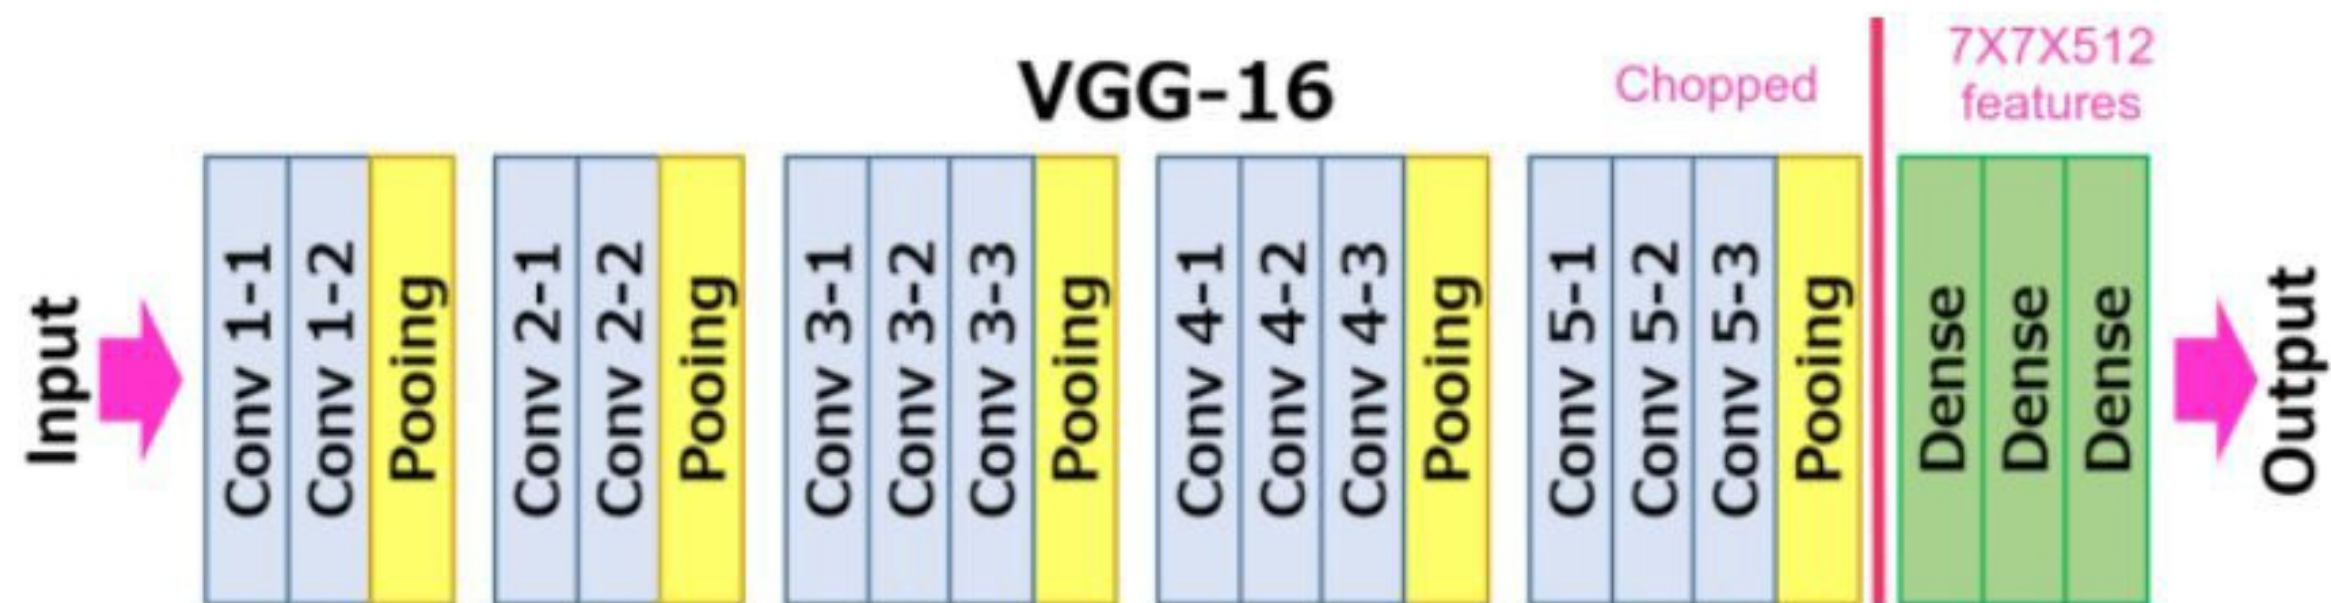 VGG-16
Chopped
7X7X512
features
Input
Conv 1-1
Conv 1-2
Pooing
Conv 2-1
Conv 2-2
Pooing
Conv 3-1
Conv 3-2
Conv 3-3
Pooing
Conv 4-1
Conv 4-2
Conv 4-3
Pooing
Conv 5-1
Conv 5-2
Conv 5-3
Pooing
Dense
Dense
Dense
Output